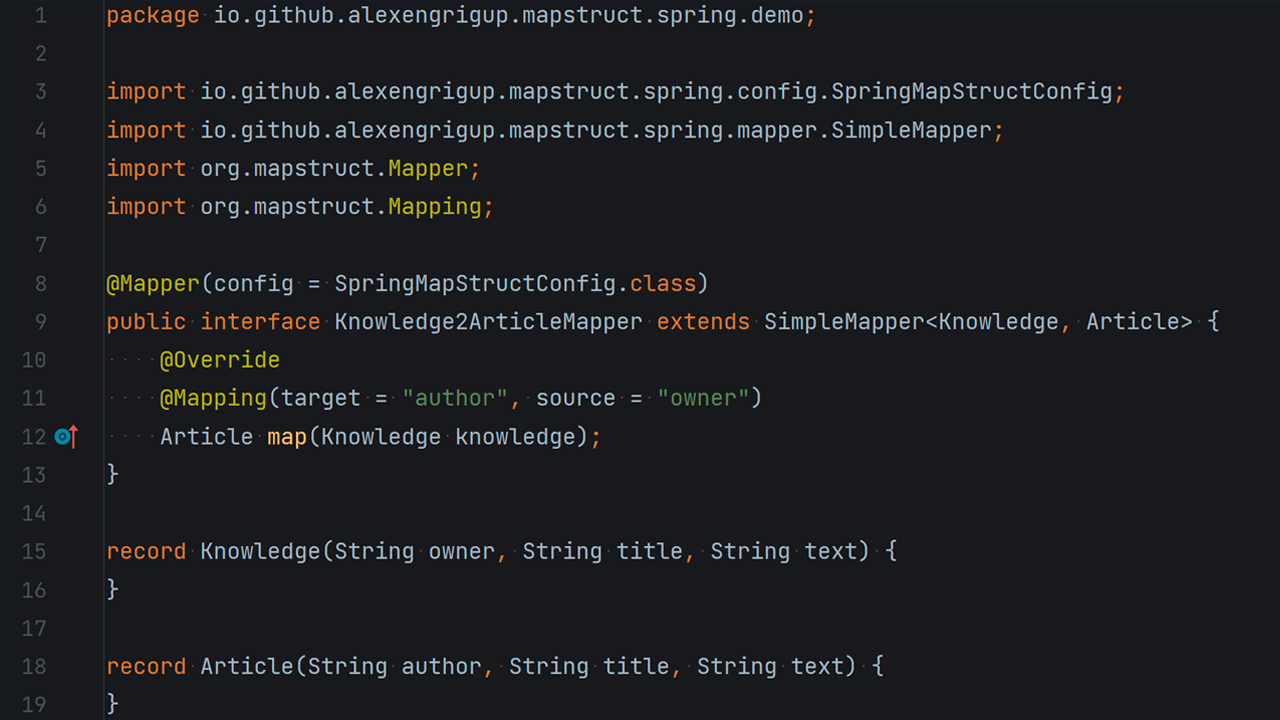 1 package io.github.alexengrigup.mapstruct.spring.demo;
2
3 import io.github.alexengrigup.mapstruct.spring.config.SpringMapStructConfig;
4 import io.github.alexengrigup.mapstruct.spring.mapper.SimpleMapper;
5 import org.mapstruct.Mapper;
6 import org.mapstruct.Mapping;
7
8 @Mapper(config = SpringMapStructConfig.class)
9 public interface Knowledge2ArticleMapper extends SimpleMapper<Knowledge, Article> {
10     @Override
11     @Mapping(target = "author", source = "owner")
12     Article map(Knowledge knowledge);
13 }
14
15 record Knowledge(String owner, String title, String text) {
16 }
17
18 record Article(String author, String title, String text) {
19 }